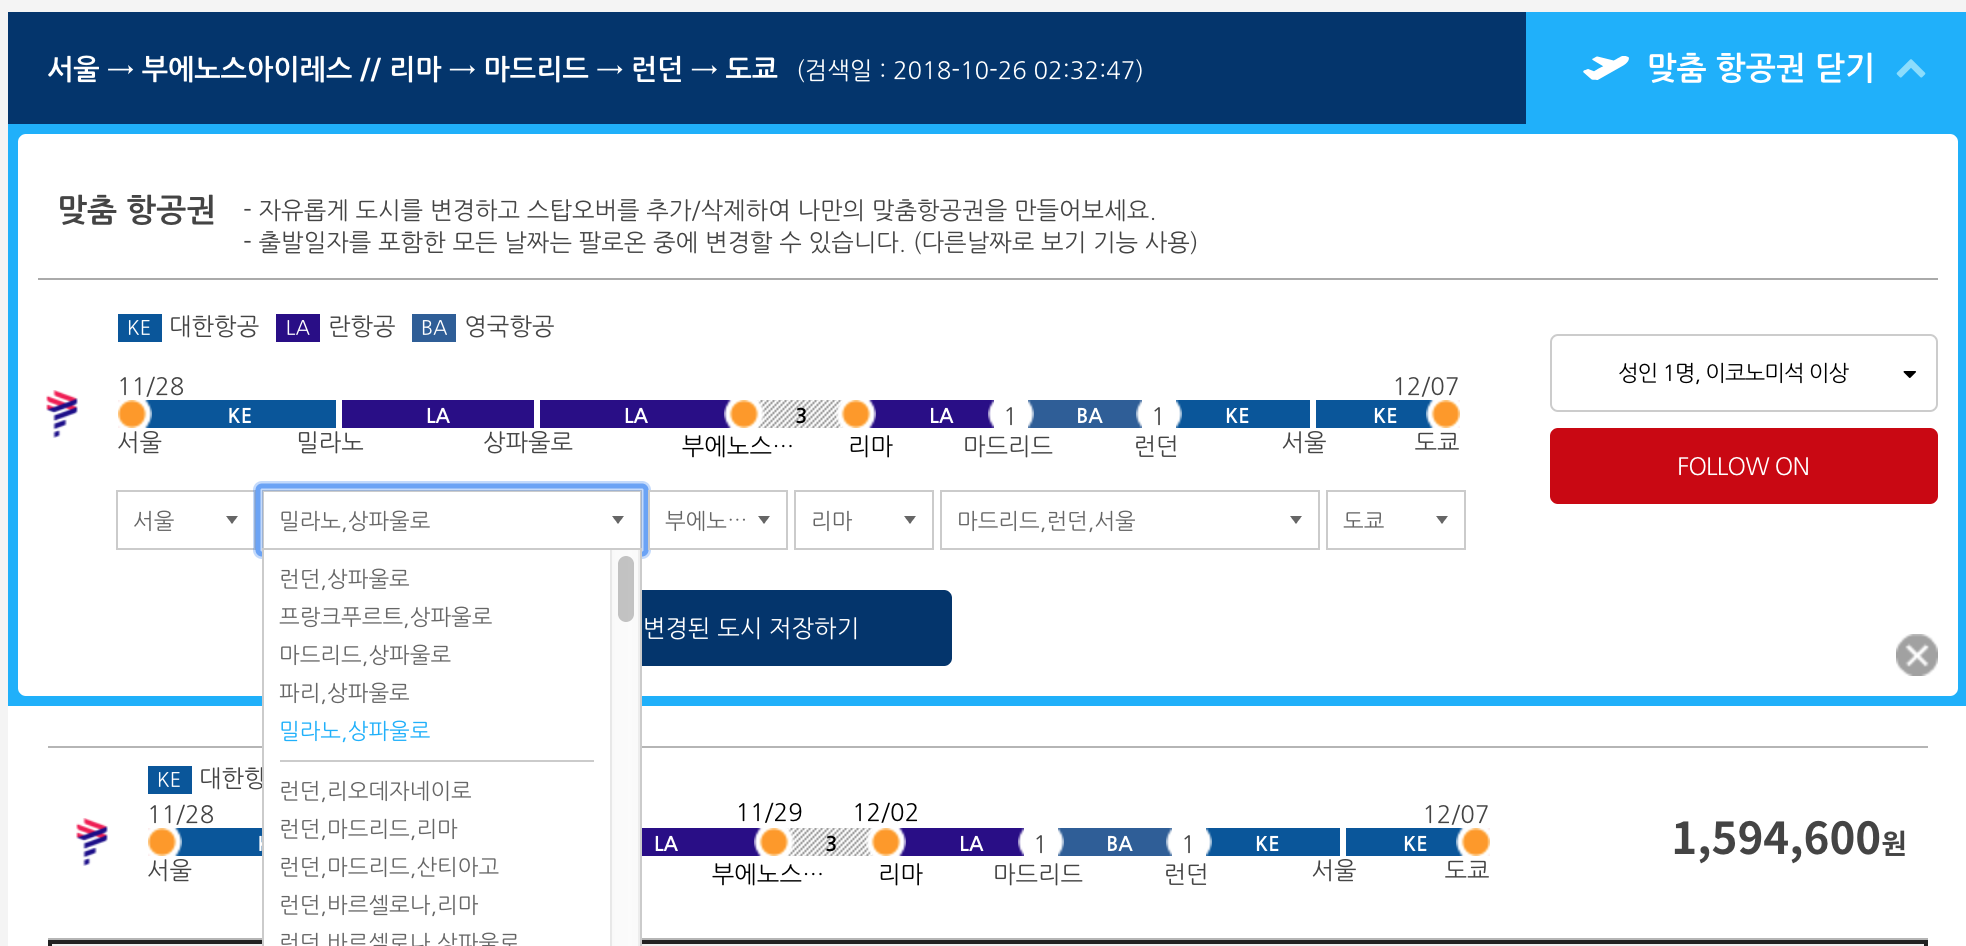 서울 → 부에노스아이레스 // 리마 → 마드리드 → 런던 → 도쿄 (검색일 : 2018-10-26 02:32:47)
맞춤 항공권 닫기
맞춤 항공권
- 자유롭게 도시를 변경하고 스탑오버를 추가/삭제하여 나만의 맞춤항공권을 만들어보세요.
- 출발일자를 포함한 모든 날짜는 팔로온 중에 변경할 수 있습니다. (다른날짜로 보기 기능 사용)
KE 대한항공 LA 란항공 BA 영국항공
11/28 12/07
KE LA LA 3 LA 1 BA 1 KE KE
서울 밀라노 상파울로 부에노스… 리마 마드리드 런던 서울 도쿄
성인 1명, 이코노미석 이상
FOLLOW ON
서울 밀라노,상파울로 부에노… 리마 마드리드,런던,서울 도쿄
런던,상파울로
프랑크푸르트,상파울로
마드리드,상파울로
파리,상파울로
밀라노,상파울로
런던,리오데자네이로
런던,마드리드,리마
런던,마드리드,산티아고
런던,바르셀로나,리마
런던,바르셀로나,상파울로
변경된 도시 저장하기
KE 대한항
11/28 11/29 12/02 12/07
LA 3 LA 1 BA 1 KE KE
서울 부에노스… 리마 마드리드 런던 서울 도쿄
1,594,600원